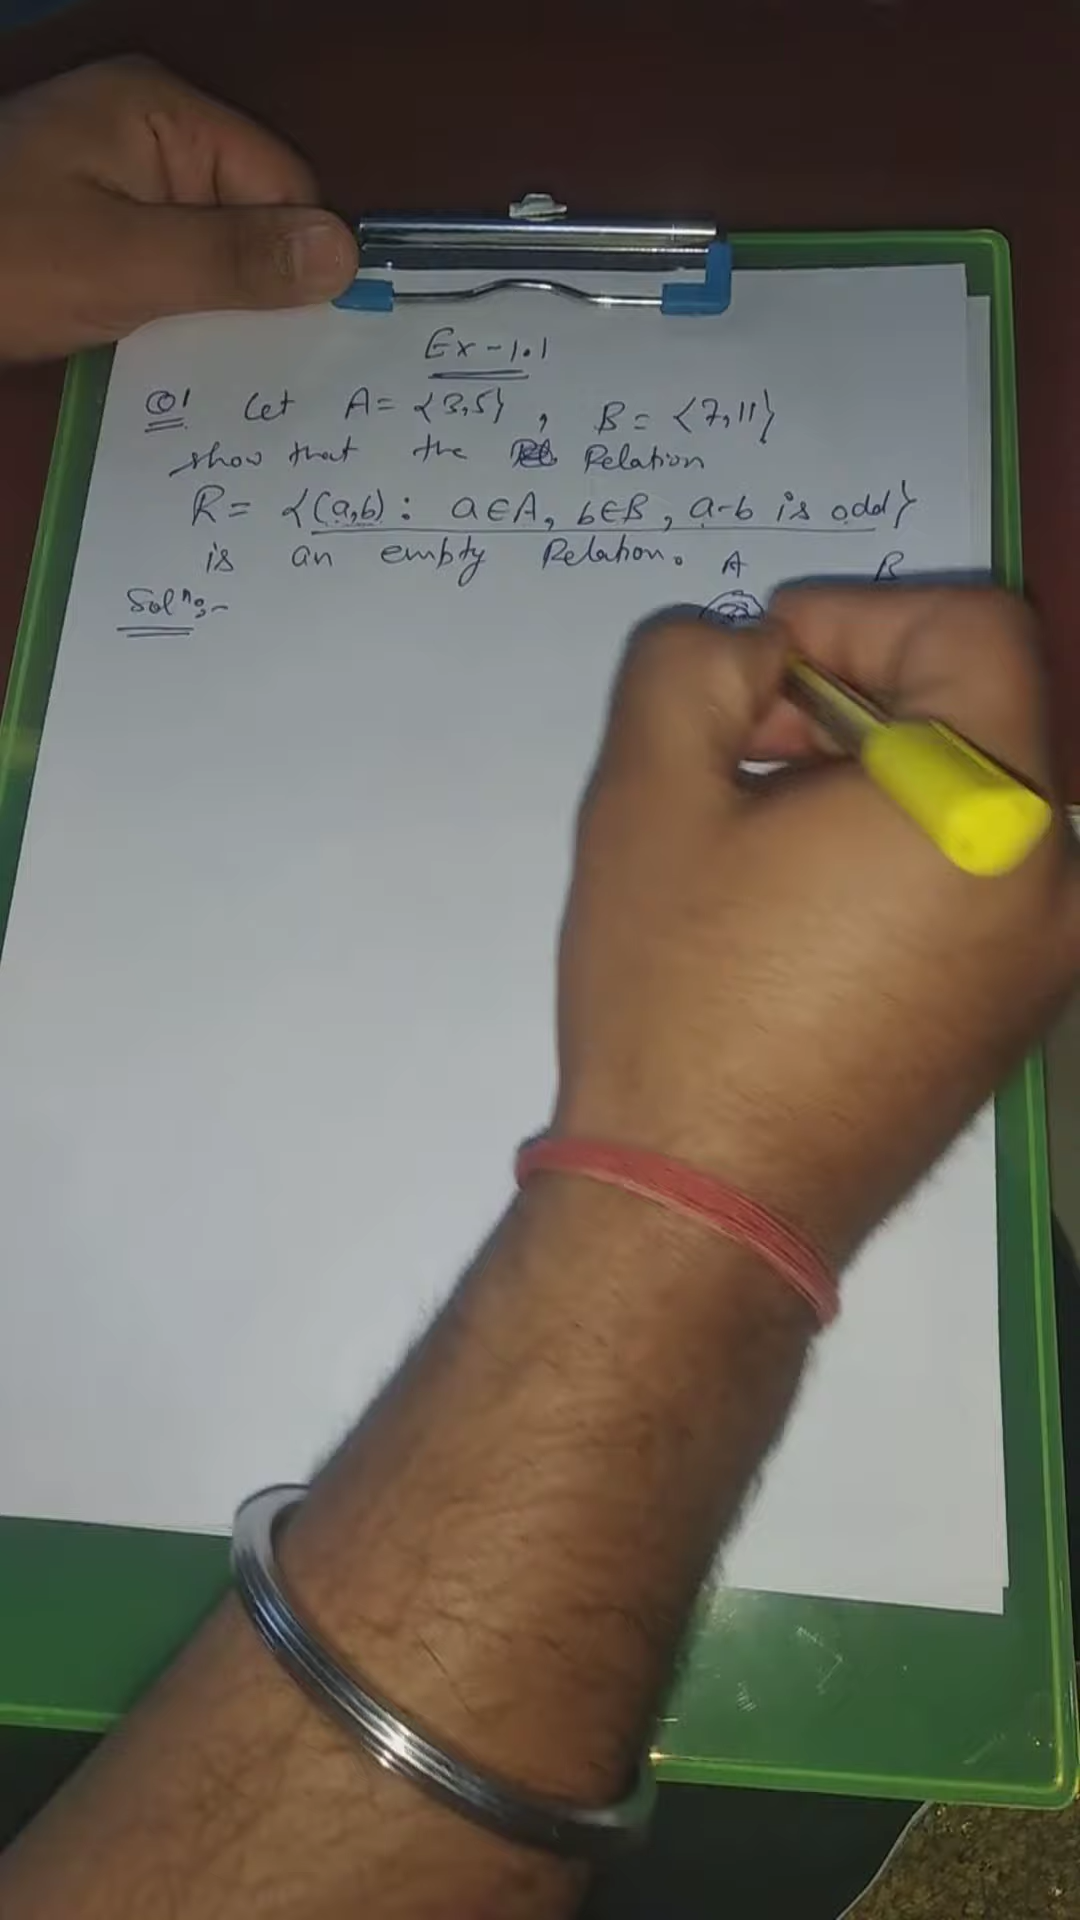 Ex-1.1
Q1 Let A= {3,5} , B= {7,11}
show that the Relation
R= {(a,b): a∈A, b∈B, a-b is odd}
is an empty Relation. A B
Solⁿ:-